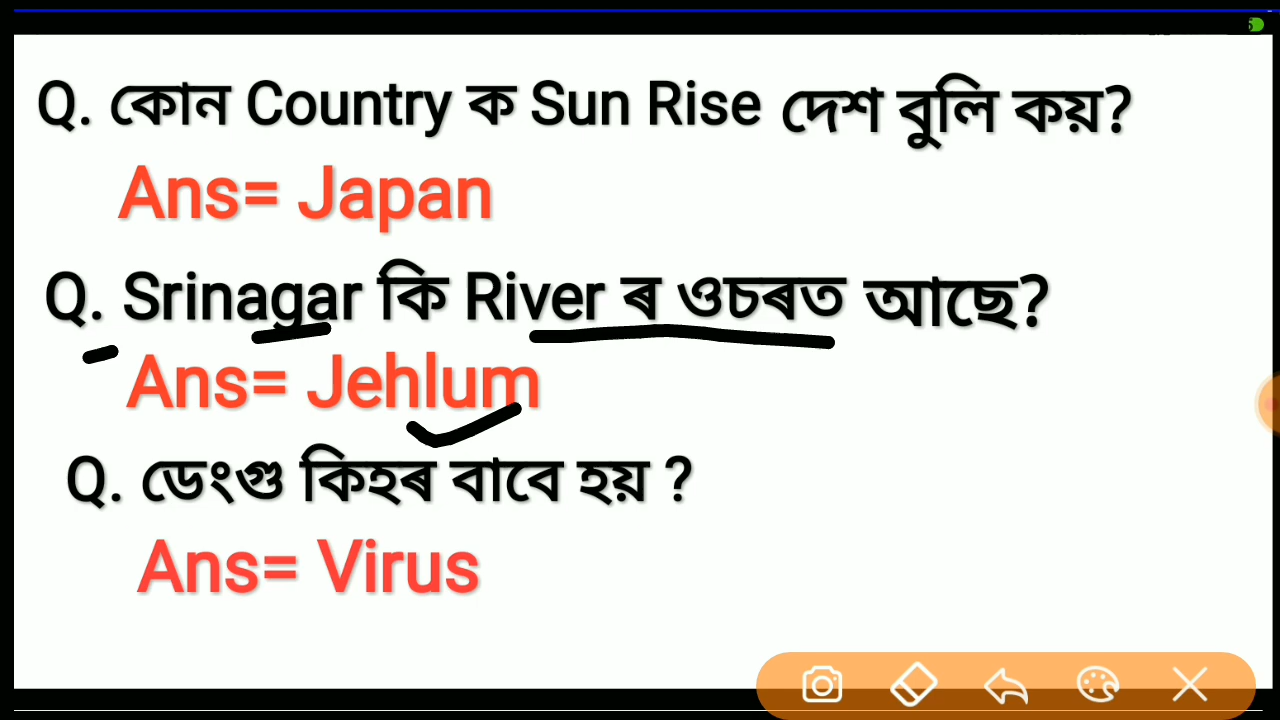 Q. কোন Country ক Sun Rise দেশ বুলি কয়?
Ans= Japan
Q. Srinagar কি River ৰ ওচৰত আছে?
Ans= Jehlum
Q. ডেংগু কিহৰ বাবে হয় ?
Ans= Virus